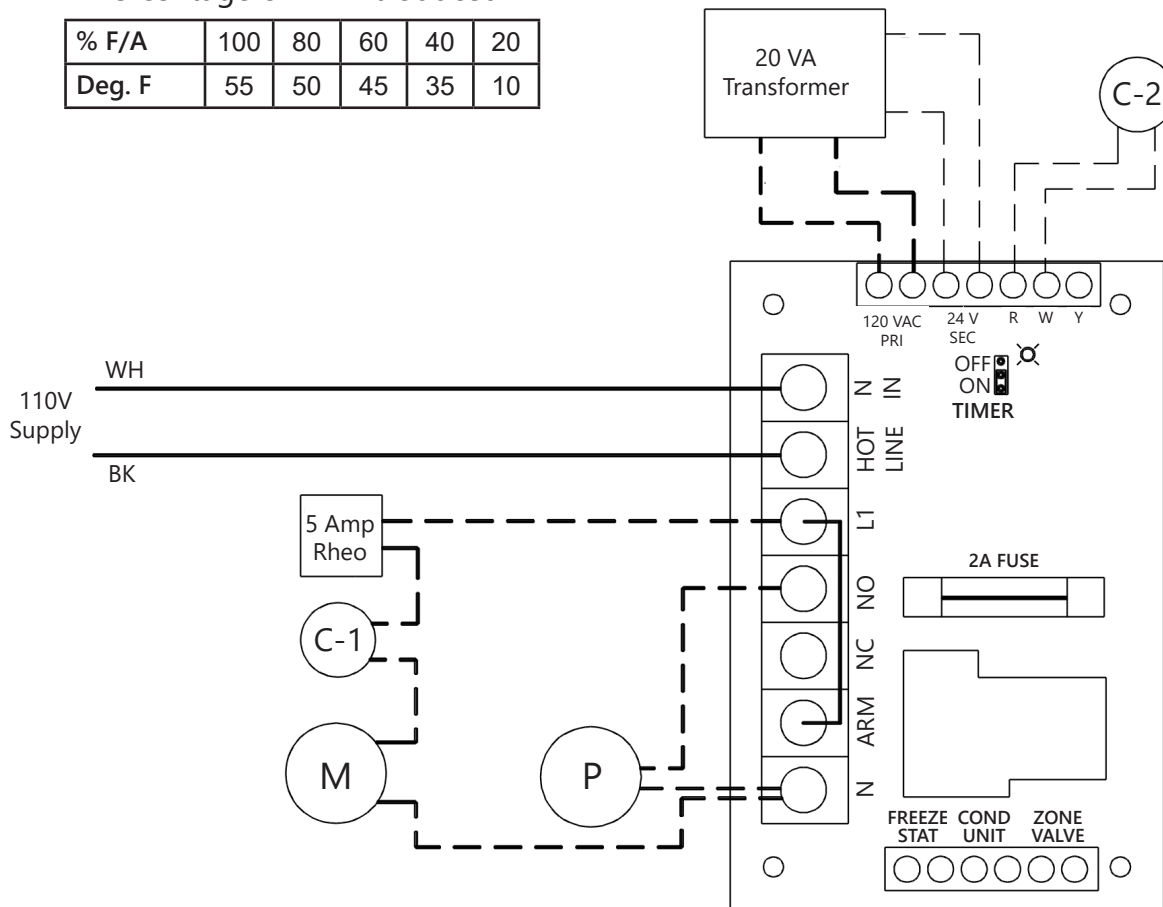 % F/A 100 80 60 40 20
Deg. F 55 50 45 35 10
20 VA
Transformer
C-2
120 VAC
PRI
24 V
SEC
R
W
Y
OFF
ON
TIMER
110V
Supply
WH
BK
N
IN
HOT
LINE
L1
NO
NC
ARM
N
5 Amp
Rheo
C-1
M
P
2A FUSE
FREEZE
STAT
COND
UNIT
ZONE
VALVE